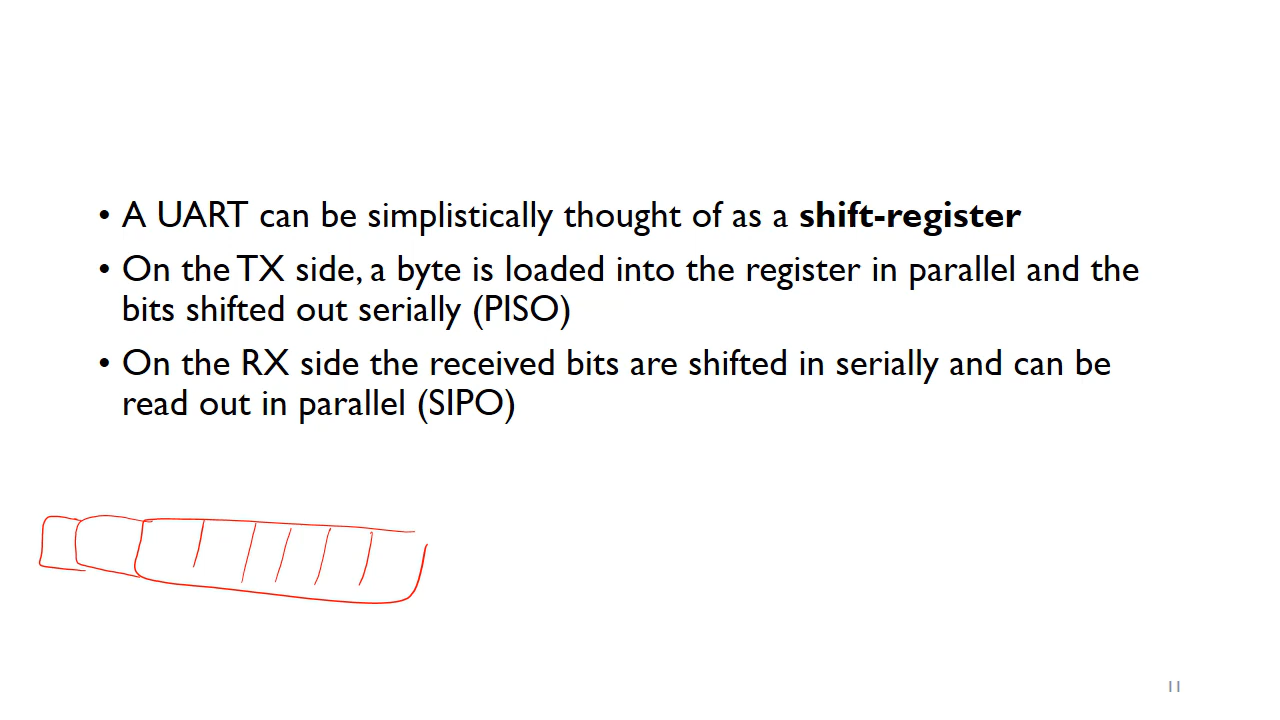 • A UART can be simplistically thought of as a shift-register
• On the TX side, a byte is loaded into the register in parallel and the
bits shifted out serially (PISO)
• On the RX side the received bits are shifted in serially and can be
read out in parallel (SIPO)
11